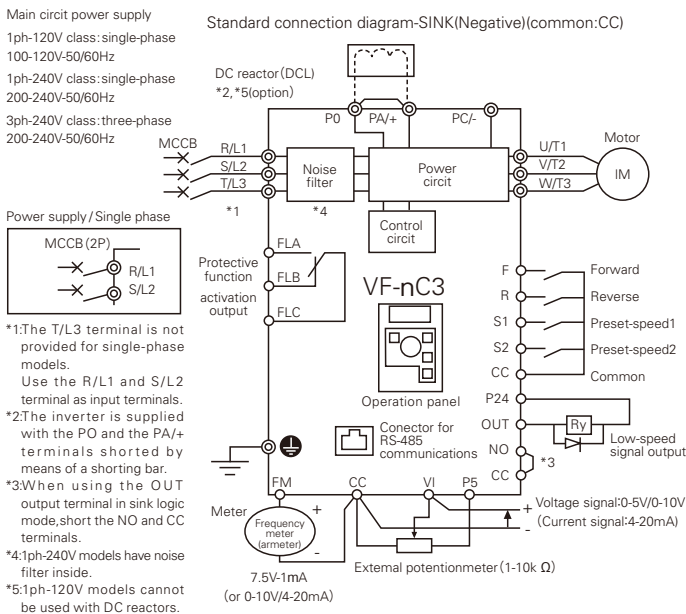 Main circit power supply
1ph-120V class:single-phase
100-120V-50/60Hz
1ph-240V class:single-phase
200-240V-50/60Hz
3ph-240V class:three-phase
200-240V-50/60Hz
Standard connection diagram-SINK(Negative)(common:CC)
DC reactor(DCL)
*2,*5(option)
P0
PA/+
PC/-
MCCB
R/L1
S/L2
T/L3
*1
Noise
filter
*4
Power
circit
Control
circit
U/T1
V/T2
W/T3
Motor
IM
Power supply/Single phase
MCCB(2P)
R/L1
S/L2
Protective
function
activation
output
FLA
FLB
FLC
VF-nC3
Operation panel
Conector for
RS-485
communications
F
R
S1
S2
CC
P24
OUT
NO
CC
Forward
Reverse
Preset-speed1
Preset-speed2
Common
Ry
Low-speed
signal output
*3
*1:The T/L3 terminal is not
provided for single-phase
models.
Use the R/L1 and S/L2
terminal as input terminals.
*2:The inverter is supplied
with the PO and the PA/+
terminals shorted by
means of a shorting bar.
*3:When using the OUT
output terminal in sink logic
mode,short the NO and CC
terminals.
*4:1ph-240V models have noise
filter inside.
*5:1ph-120V models cannot
be used with DC reactors.
FM
CC
VI
P5
Meter
+
Frequency
meter
(armeter)
-
7.5V-1mA
(or 0-10V/4-20mA)
+
-
Voltage signal:0-5V/0-10V
(Current signal:4-20mA)
External potentionmeter(1-10k Ω)